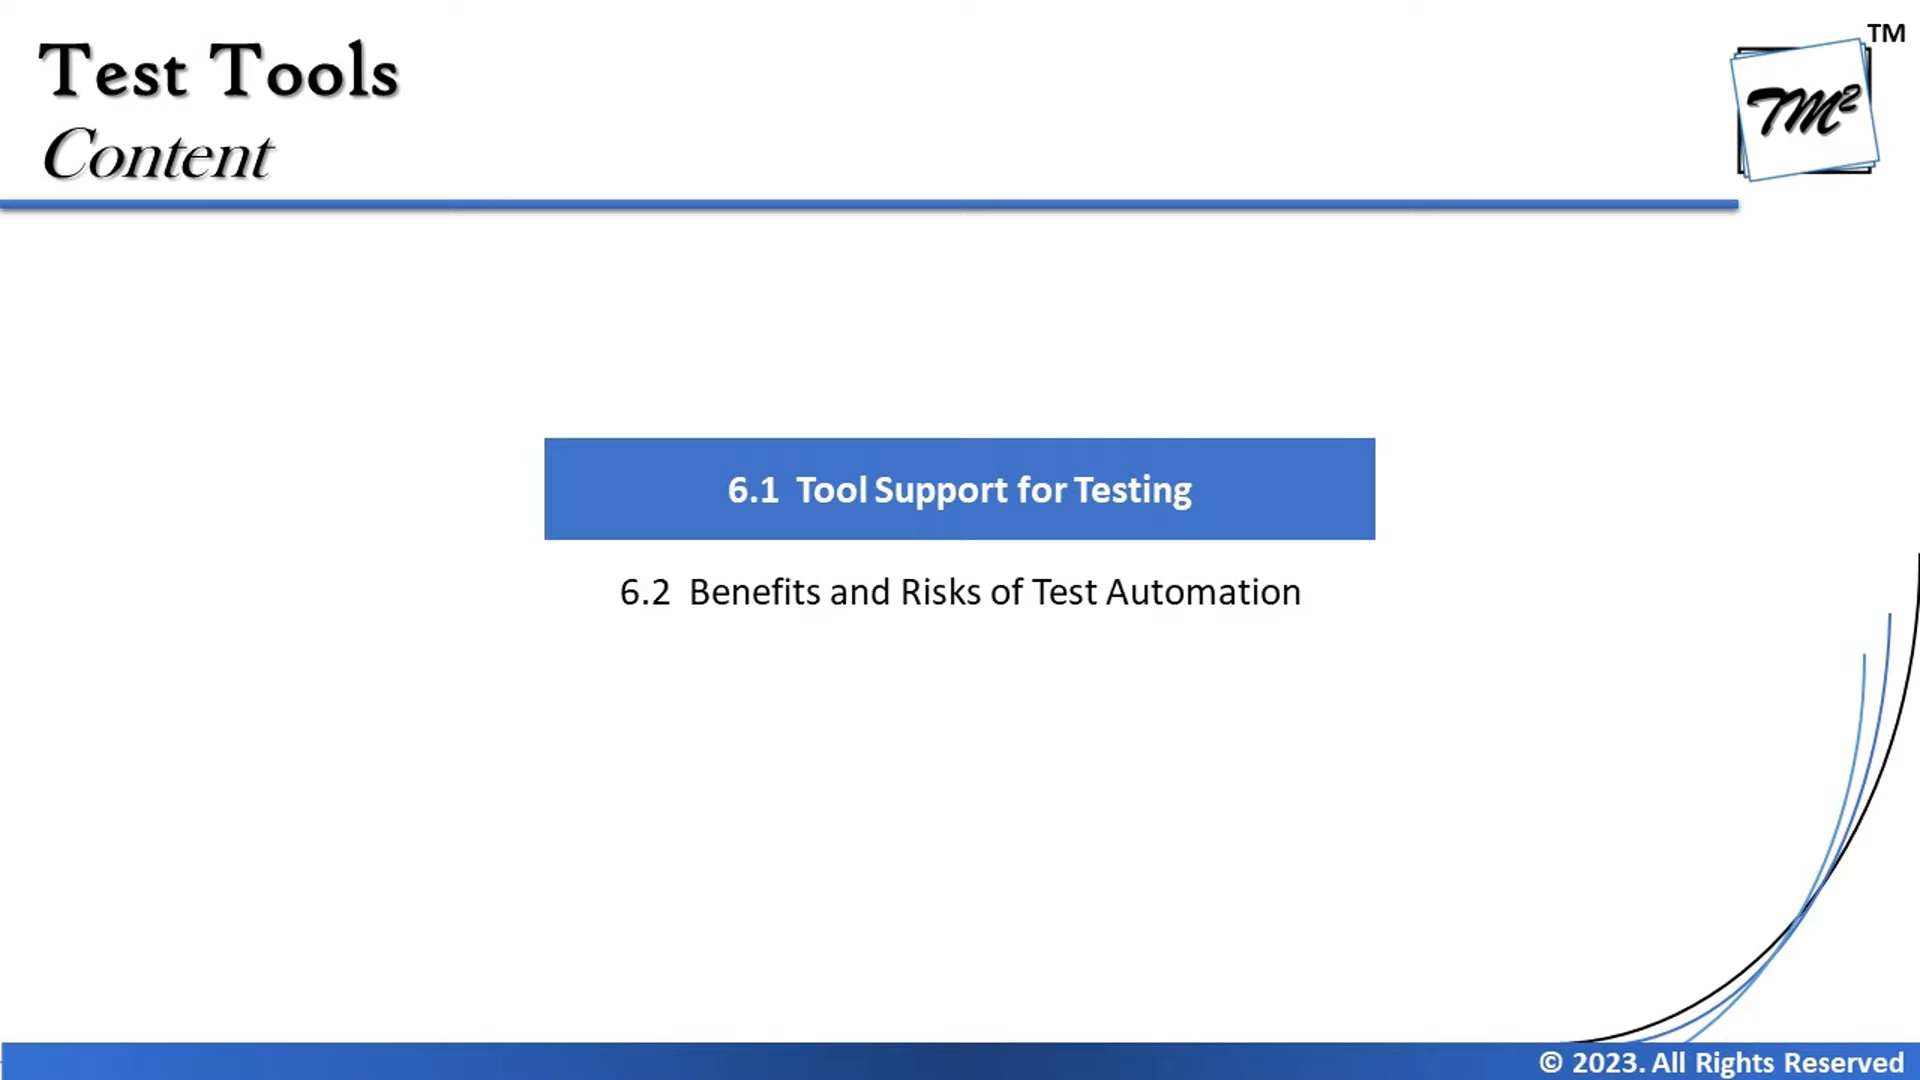 Test Tools
Content
TM
TM²
6.1 Tool Support for Testing
6.2 Benefits and Risks of Test Automation
© 2023. All Rights Reserved